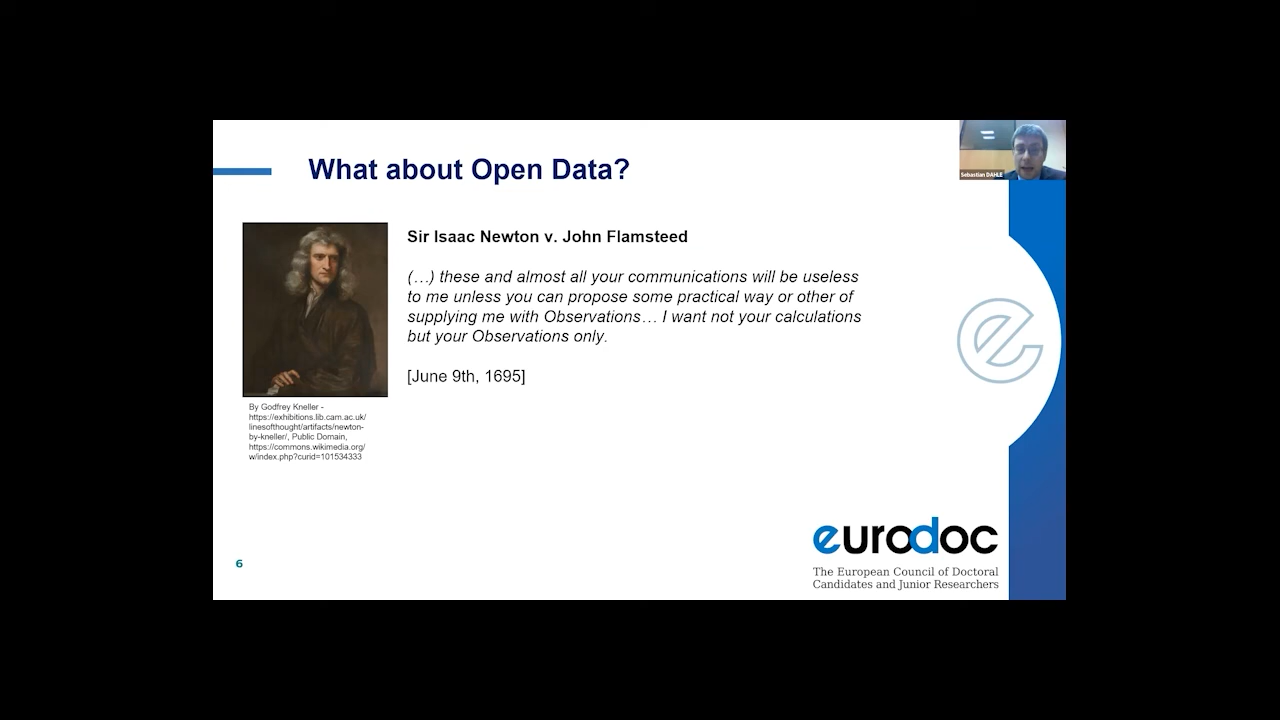 What about Open Data?
Sebastian DAHLE
Sir Isaac Newton v. John Flamsteed
(…) these and almost all your communications will be useless
to me unless you can propose some practical way or other of
supplying me with Observations… I want not your calculations
but your Observations only.
[June 9th, 1695]
By Godfrey Kneller -
https://exhibitions.lib.cam.ac.uk/
linesofthought/artifacts/newton-
by-kneller/, Public Domain,
https://commons.wikimedia.org/
w/index.php?curid=101534333
e
eurodoc
The European Council of Doctoral
Candidates and Junior Researchers
6